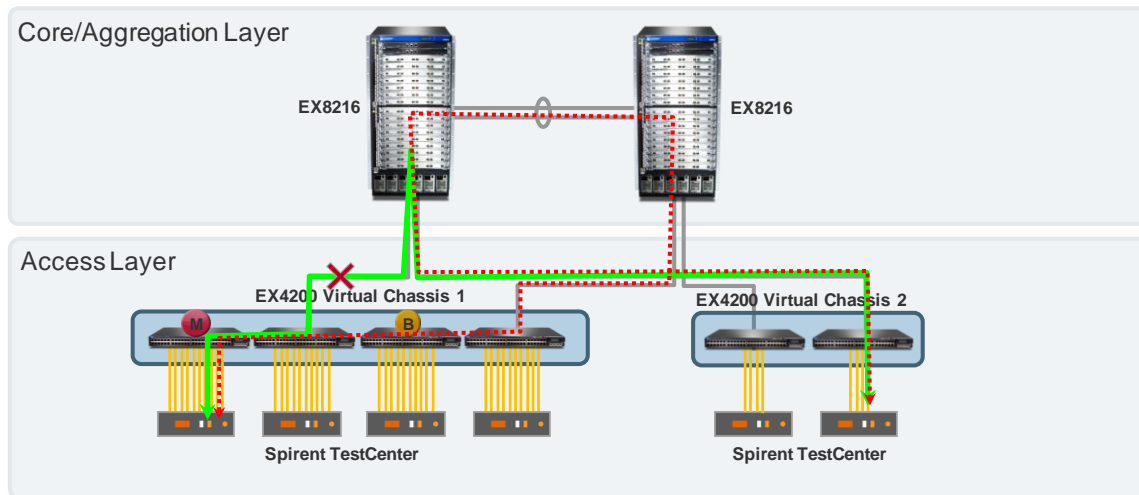 Core/Aggregation Layer
EX8216
EX8216
Access Layer
EX4200 Virtual Chassis 1
EX4200 Virtual Chassis 2
M
B
Spirent TestCenter
Spirent TestCenter